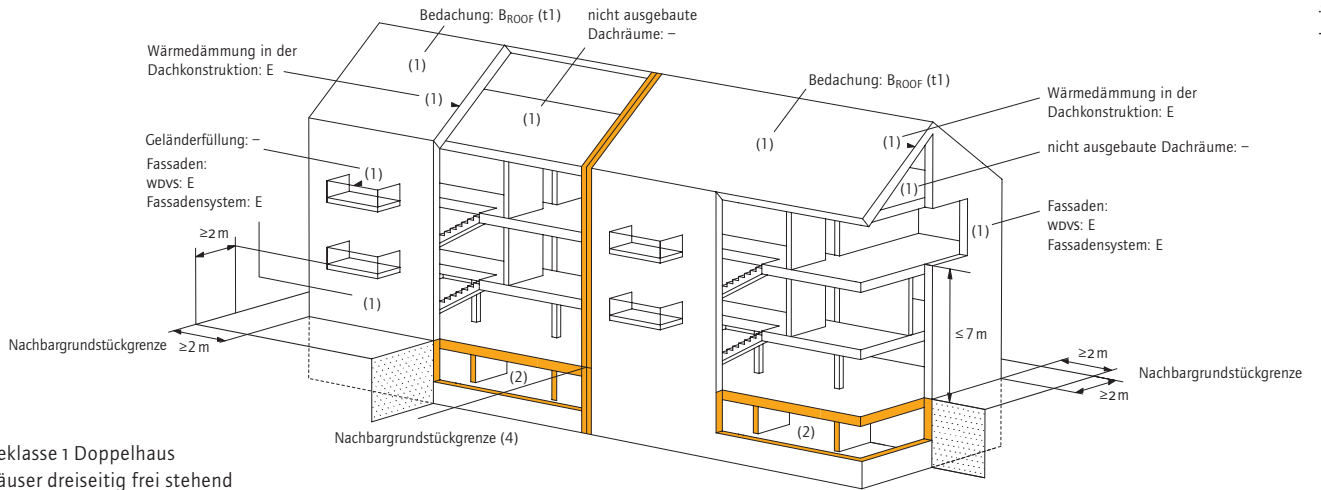 Bedachung: BROOF (t1)
nicht ausgebaute
Dachräume: –
Wärmedämmung in der
Dachkonstruktion: E
(1)
(1)
(1)
Bedachung: BROOF (t1)
(1)
Wärmedämmung in der
Dachkonstruktion: E
(1)
nicht ausgebaute Dachräume: –
(1)
Geländerfüllung: –
(1)
Fassaden:
WDVS: E
Fassadensystem: E
Fassaden:
WDVS: E
Fassadensystem: E
(1)
≥2 m
(1)
≤7 m
Nachbargrundstückgrenze
≥2 m
≥2 m
Nachbargrundstückgrenze
≥2 m
(2)
(2)
Nachbargrundstückgrenze (4)
eklasse 1 Doppelhaus
äuser dreiseitig frei stehend